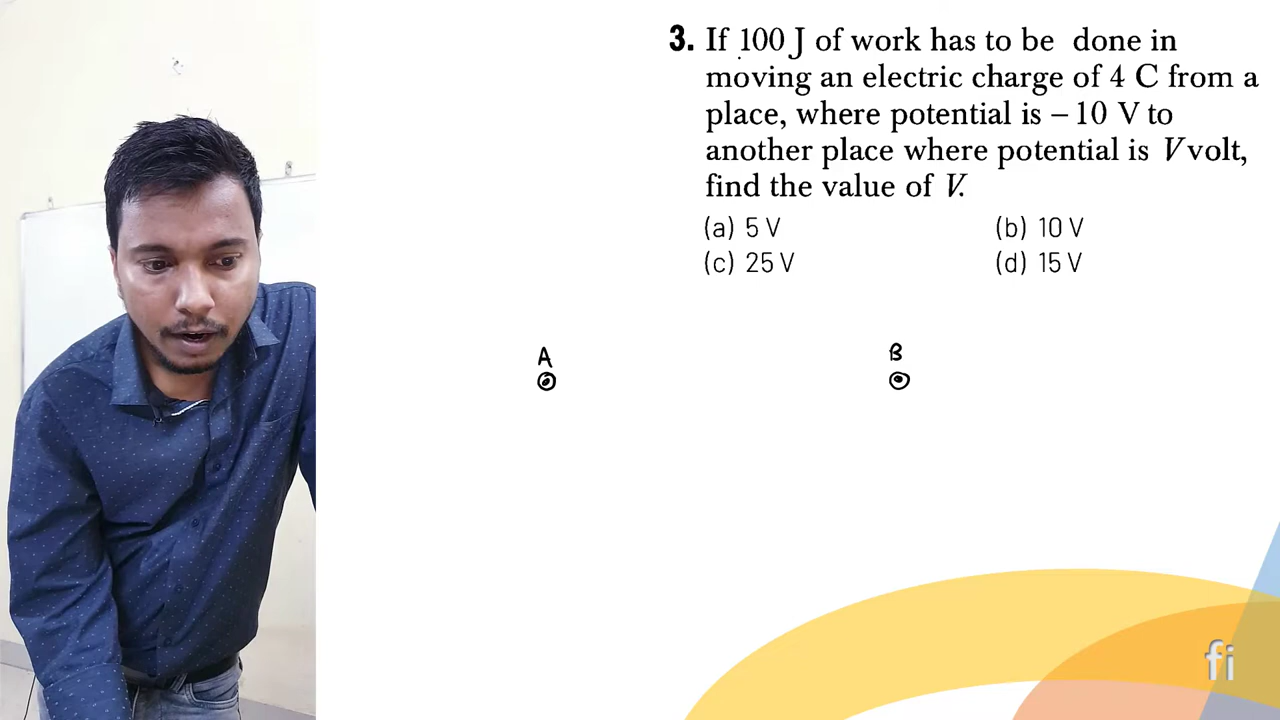 3. If 100 J of work has to be done in
moving an electric charge of 4 C from a
place, where potential is – 10 V to
another place where potential is V volt,
find the value of V.
(a) 5 V (b) 10 V
(c) 25 V (d) 15 V
A B
fi